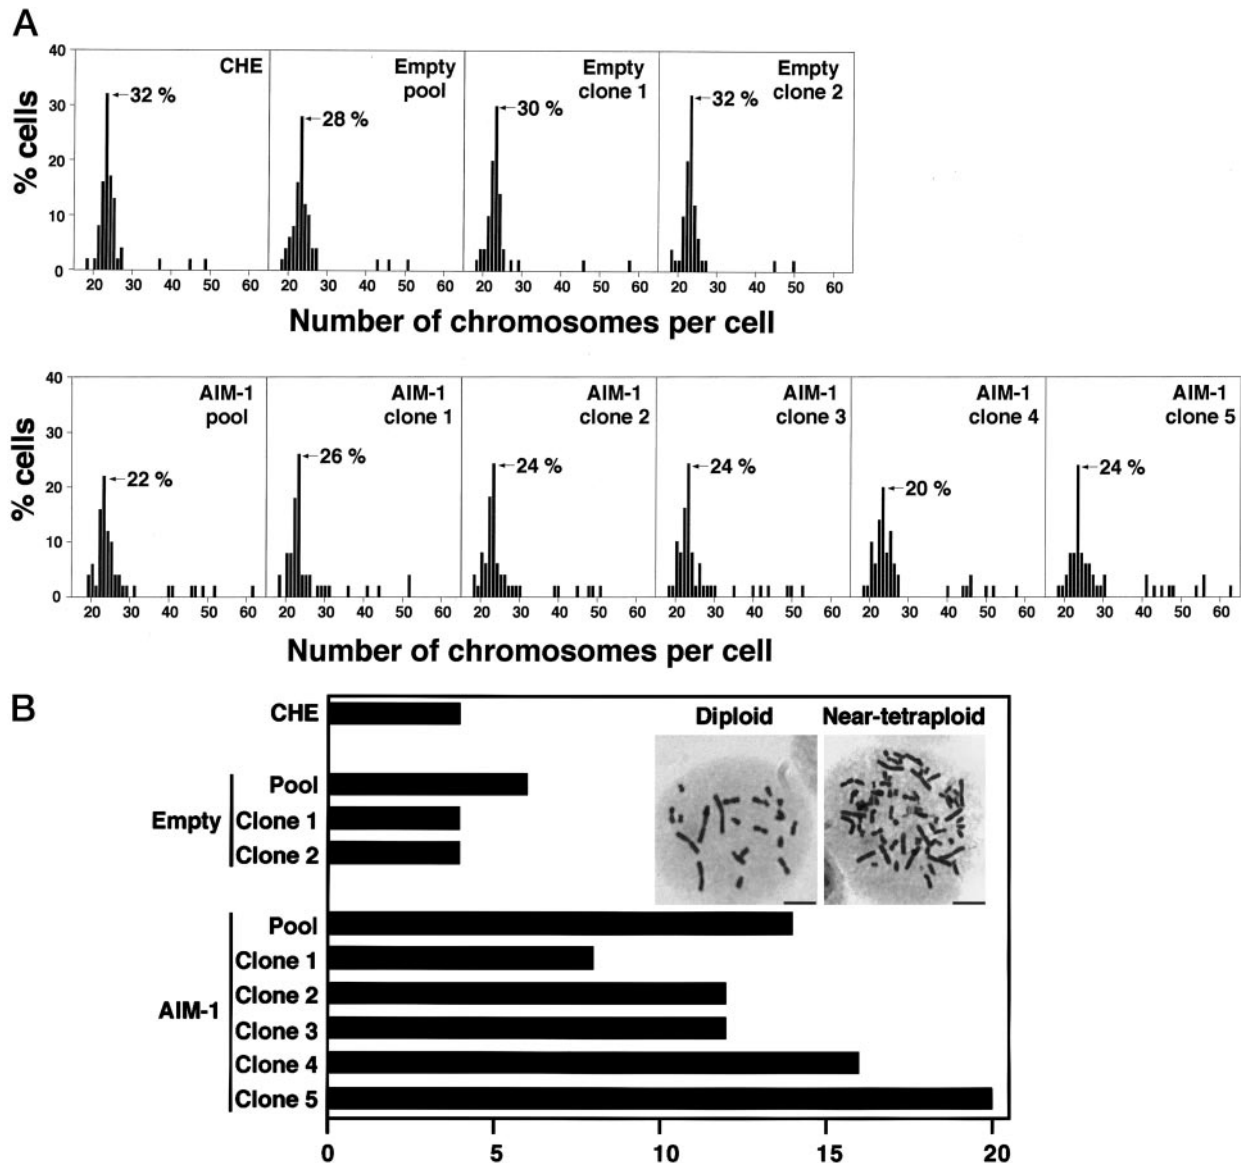 A
40
30
20
10
0
% cells
CHE
32 %
Empty
pool
28 %
Empty
clone 1
30 %
Empty
clone 2
32 %
20 30 40 50 60 20 30 40 50 60 20 30 40 50 60 20 30 40 50 60
Number of chromosomes per cell
40
30
20
10
0
% cells
AIM-1
pool
22 %
AIM-1
clone 1
26 %
AIM-1
clone 2
24 %
AIM-1
clone 3
24 %
AIM-1
clone 4
20 %
AIM-1
clone 5
24 %
20 30 40 50 60 20 30 40 50 60 20 30 40 50 60 20 30 40 50 60 20 30 40 50 60 20 30 40 50 60
Number of chromosomes per cell
B
CHE
Empty
Pool
Clone 1
Clone 2
AIM-1
Pool
Clone 1
Clone 2
Clone 3
Clone 4
Clone 5
Diploid
Near-tetraploid
0 5 10 15 20